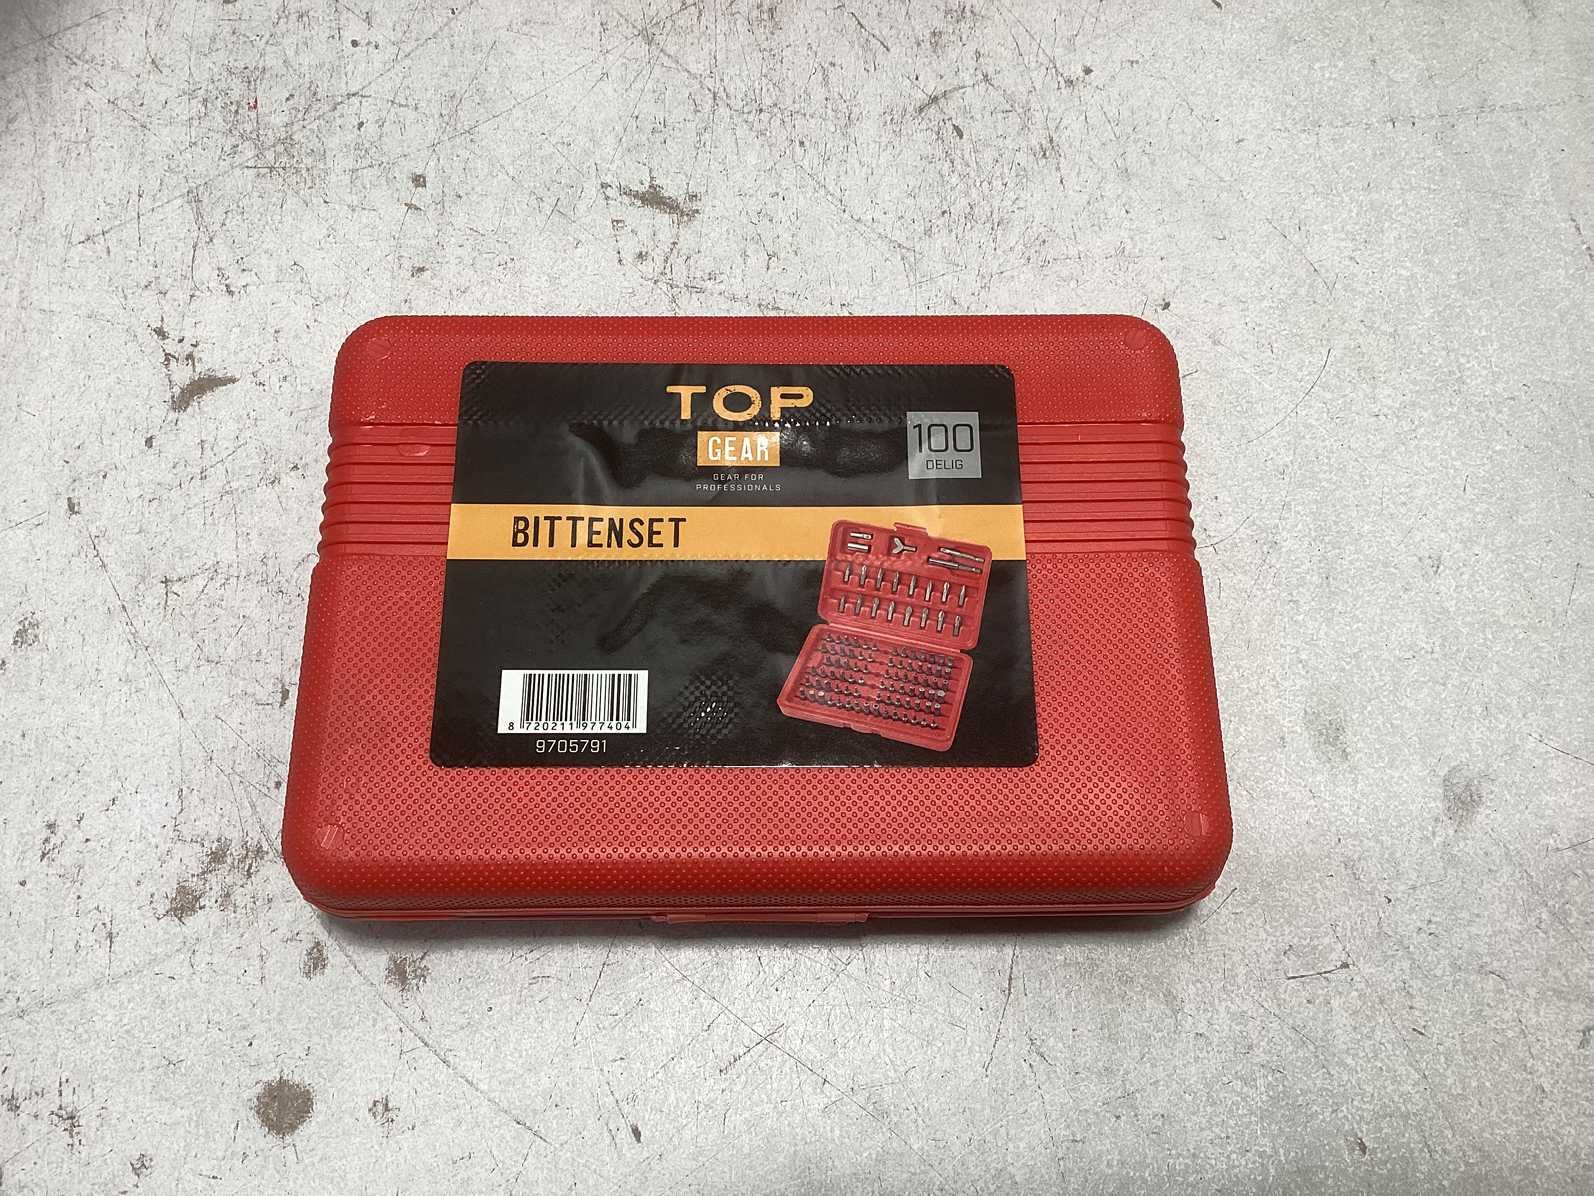 TOP
GEAR
GEAR FOR
PROFESSIONALS
100
DELIG
BITTENSET
8 720211 977404
9705791